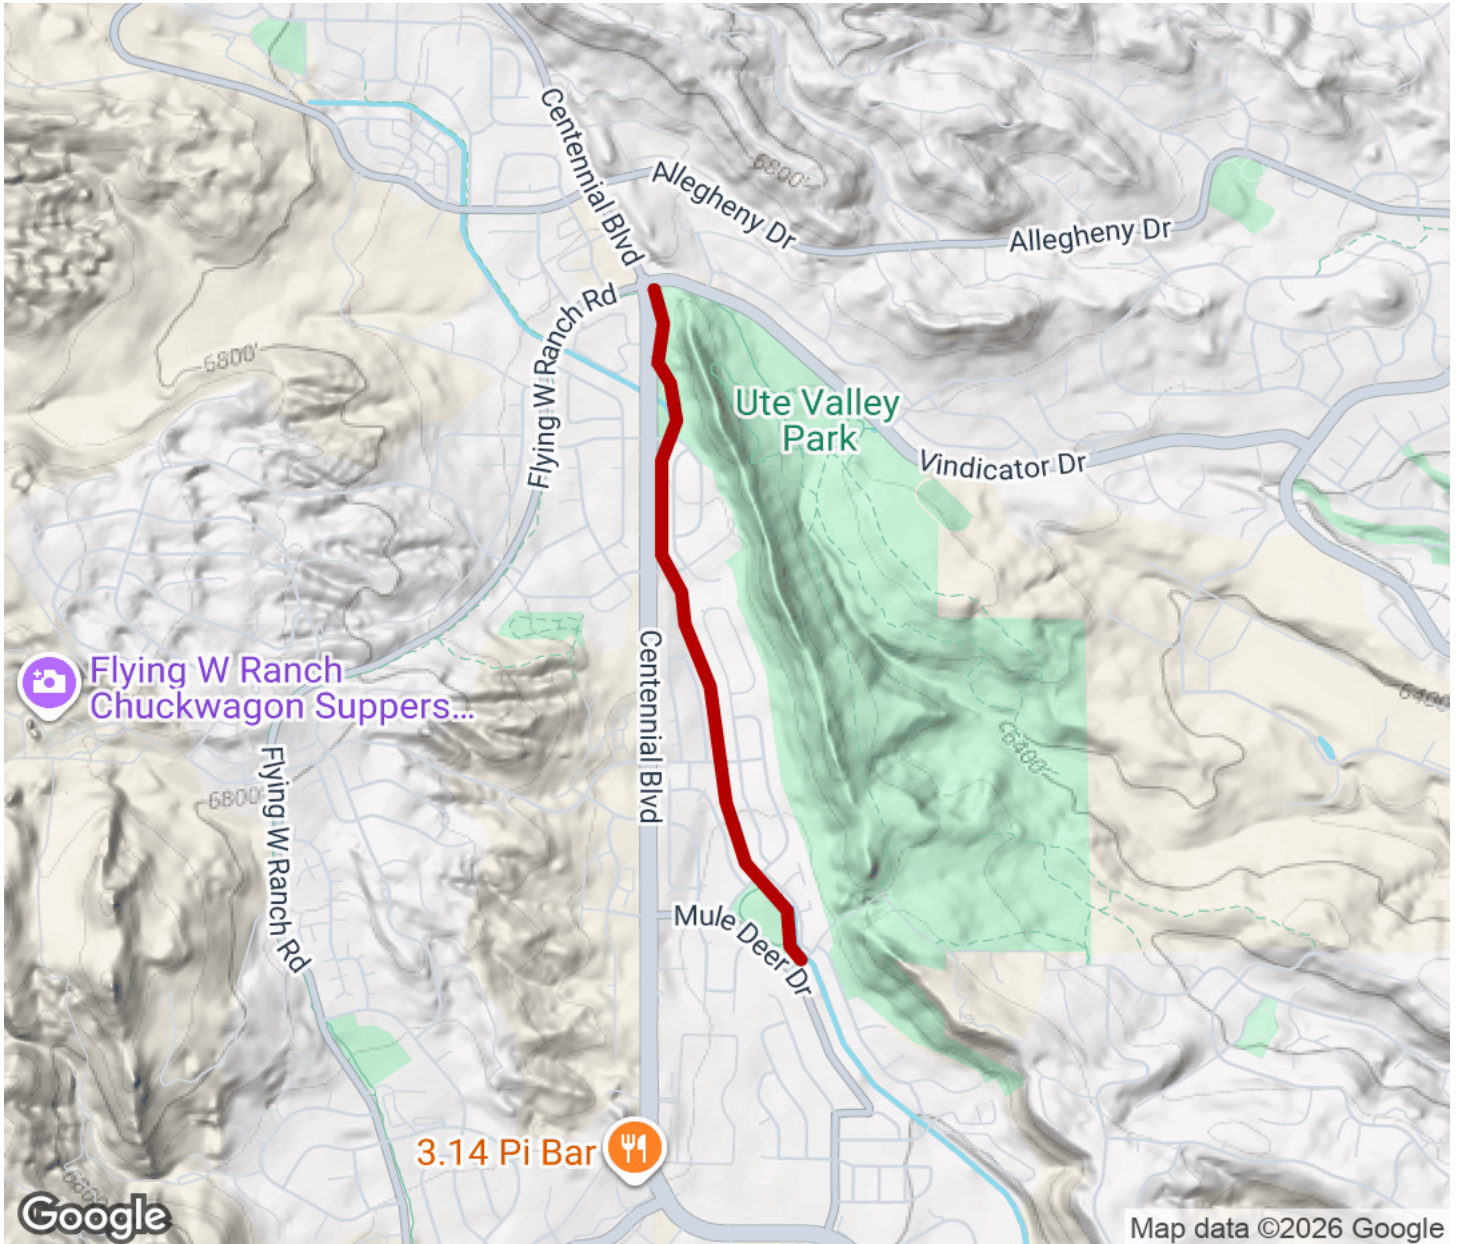 Centennial Blvd
Allegheny Dr
6800'
Allegheny Dr
Flying W Ranch Rd
6800'
Ute Valley
Park
Vindicator Dr
Centennial Blvd
Flying W Ranch
Chuckwagon Suppers...
6400'
6400'
Flying W Ranch Rd
6800'
Mule Deer Dr
3.14 Pi Bar
Google
Map data ©2026 Google